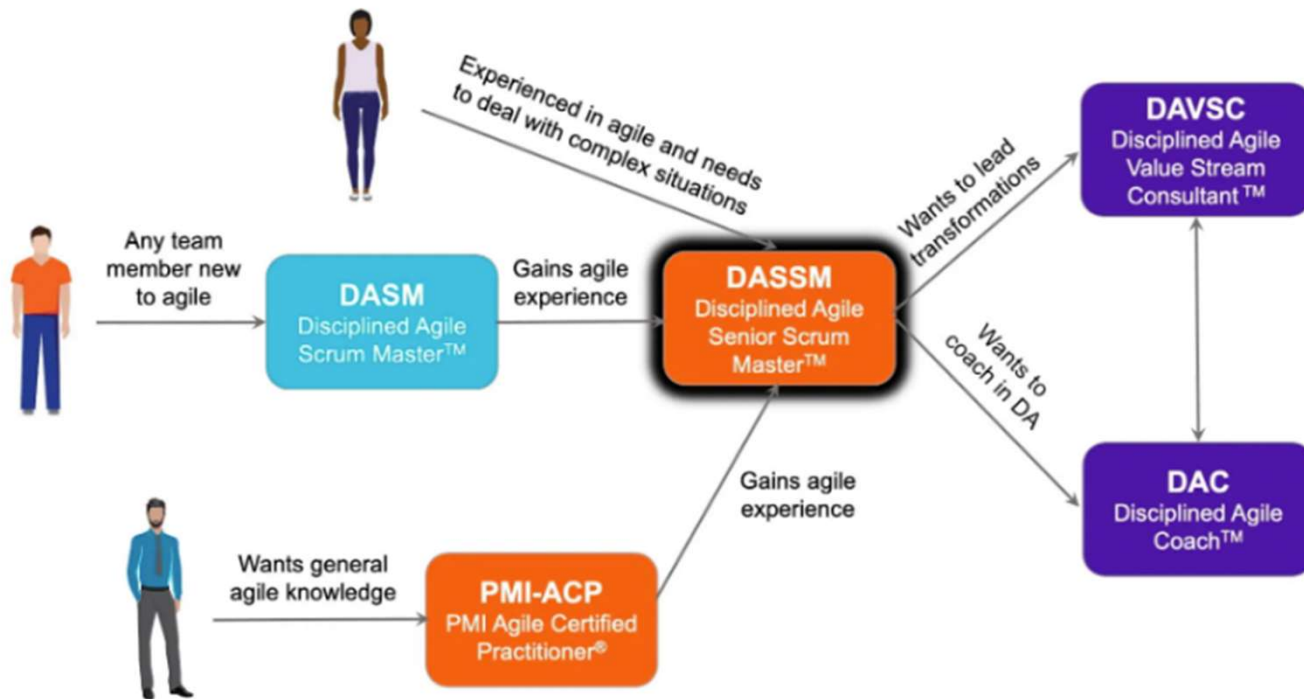 Experienced in agile and needs
to deal with complex situations
DAVSC
Disciplined Agile
Value Stream
Consultant™
Wants to lead
transformations
Any team
member new
to agile
DASM
Disciplined Agile
Scrum Master™
Gains agile
experience
DASSM
Disciplined Agile
Senior Scrum
Master™
Wants to
coach in DA
DAC
Disciplined Agile
Coach™
Gains agile
experience
Wants general
agile knowledge
PMI-ACP
PMI Agile Certified
Practitioner®